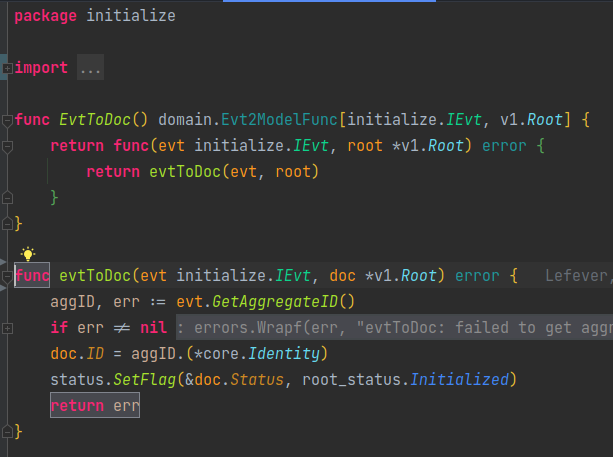 package initialize
import ...
func EvtToDoc() domain.Evt2ModelFunc[initialize.IEvt, v1.Root] {
    return func(evt initialize.IEvt, root *v1.Root) error {
        return evtToDoc(evt, root)
    }
}
func evtToDoc(evt initialize.IEvt, doc *v1.Root) error {   Lefever,
    aggID, err := evt.GetAggregateID()
    if err ≠ nil : errors.Wrapf(err, "evtToDoc: failed to get aggr
    doc.ID = aggID.(*core.Identity)
    status.SetFlag(&doc.Status, root_status.Initialized)
    return err
}